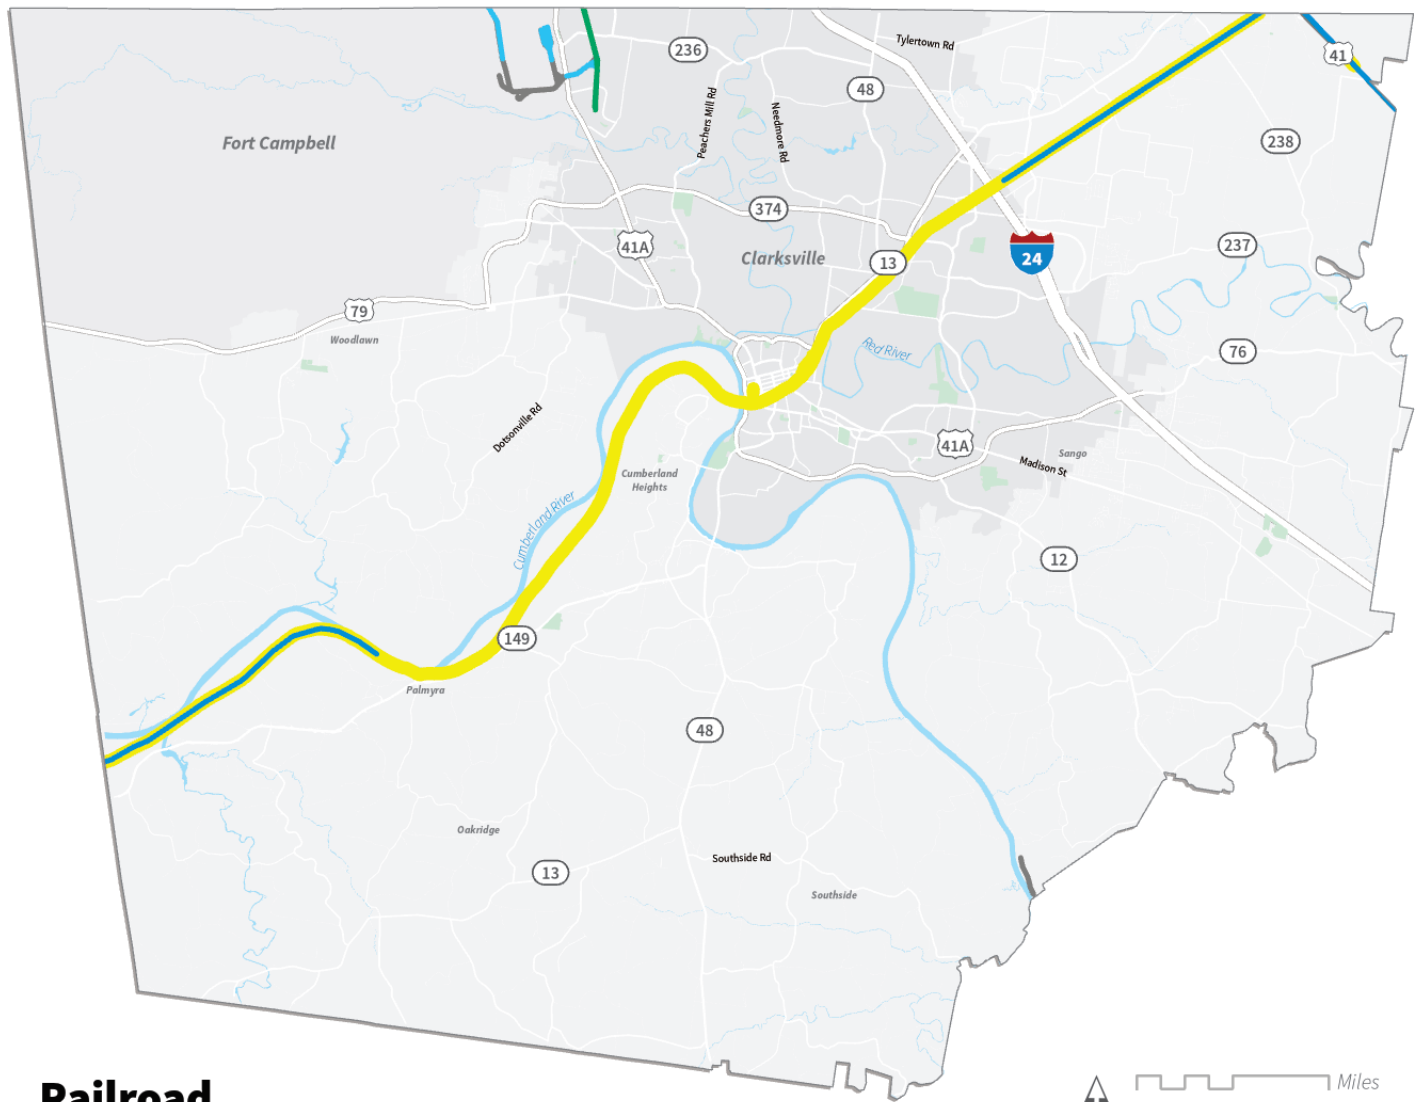 Tylertown Rd
236
41
48
Peachers Mill Rd
Needmore Rd
Fort Campbell
238
374
41A
237
Clarksville
13
24
79
Woodlawn
Red River
76
Dotsonville Rd
41A
Sango
Madison St
Cumberland
Heights
Cumberland River
12
149
Palmyra
48
Oakridge
Southside Rd
13
Southside
Railroad
Miles